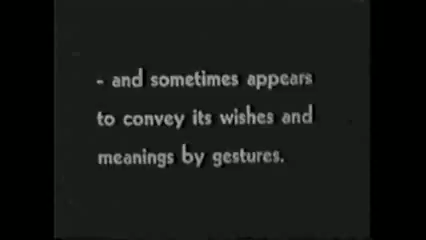 - and sometimes appears
to convey its wishes and
meanings by gestures.